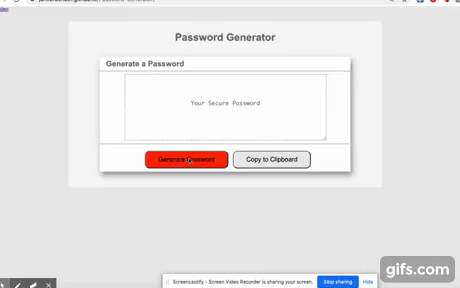 Password Generator
Generate a Password
Your Secure Password
Generate Password
Copy to Clipboard
Screencastify - Screen Video Recorder is sharing your screen.
Stop sharing
Hide
gifs.com